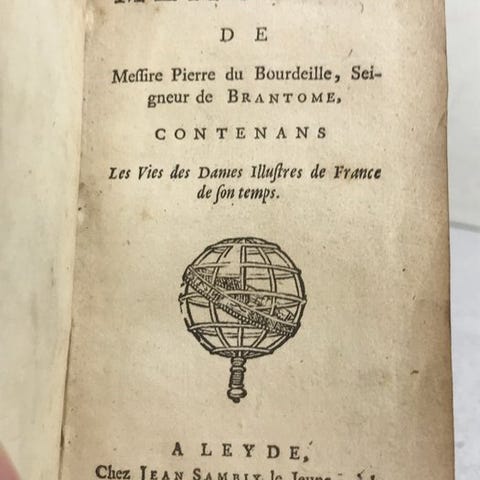 DE
Meſſire Pierre du Bourdeille, Sei-
gneur de BRANTOME,
CONTENANS
Les Vies des Dames Illuſtres de France
de ſon temps.
A LEYDE,
Chez JEAN SAMBIX le Jeune